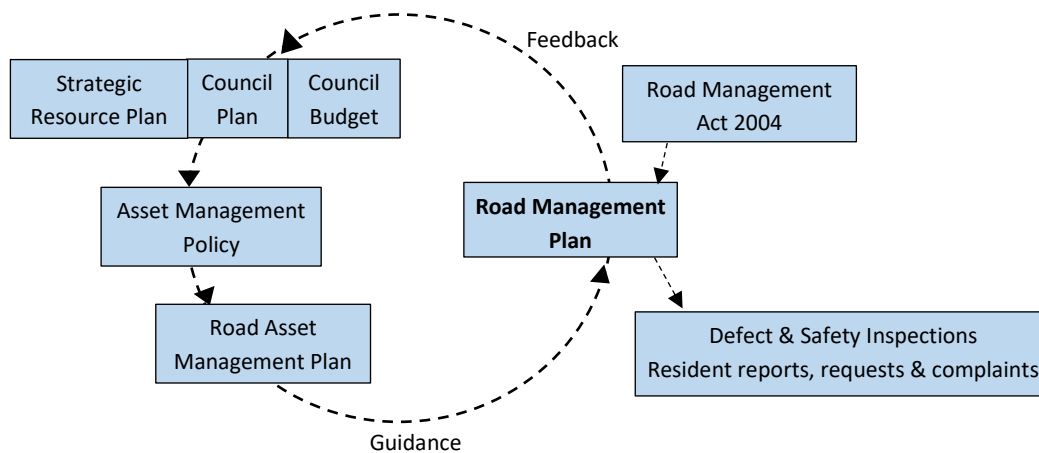 Feedback
Strategic
Resource Plan
Council
Plan
Council
Budget
Road Management
Act 2004
Road Management
Plan
Asset Management
Policy
Road Asset
Management Plan
Defect & Safety Inspections
Resident reports, requests & complaints
Guidance